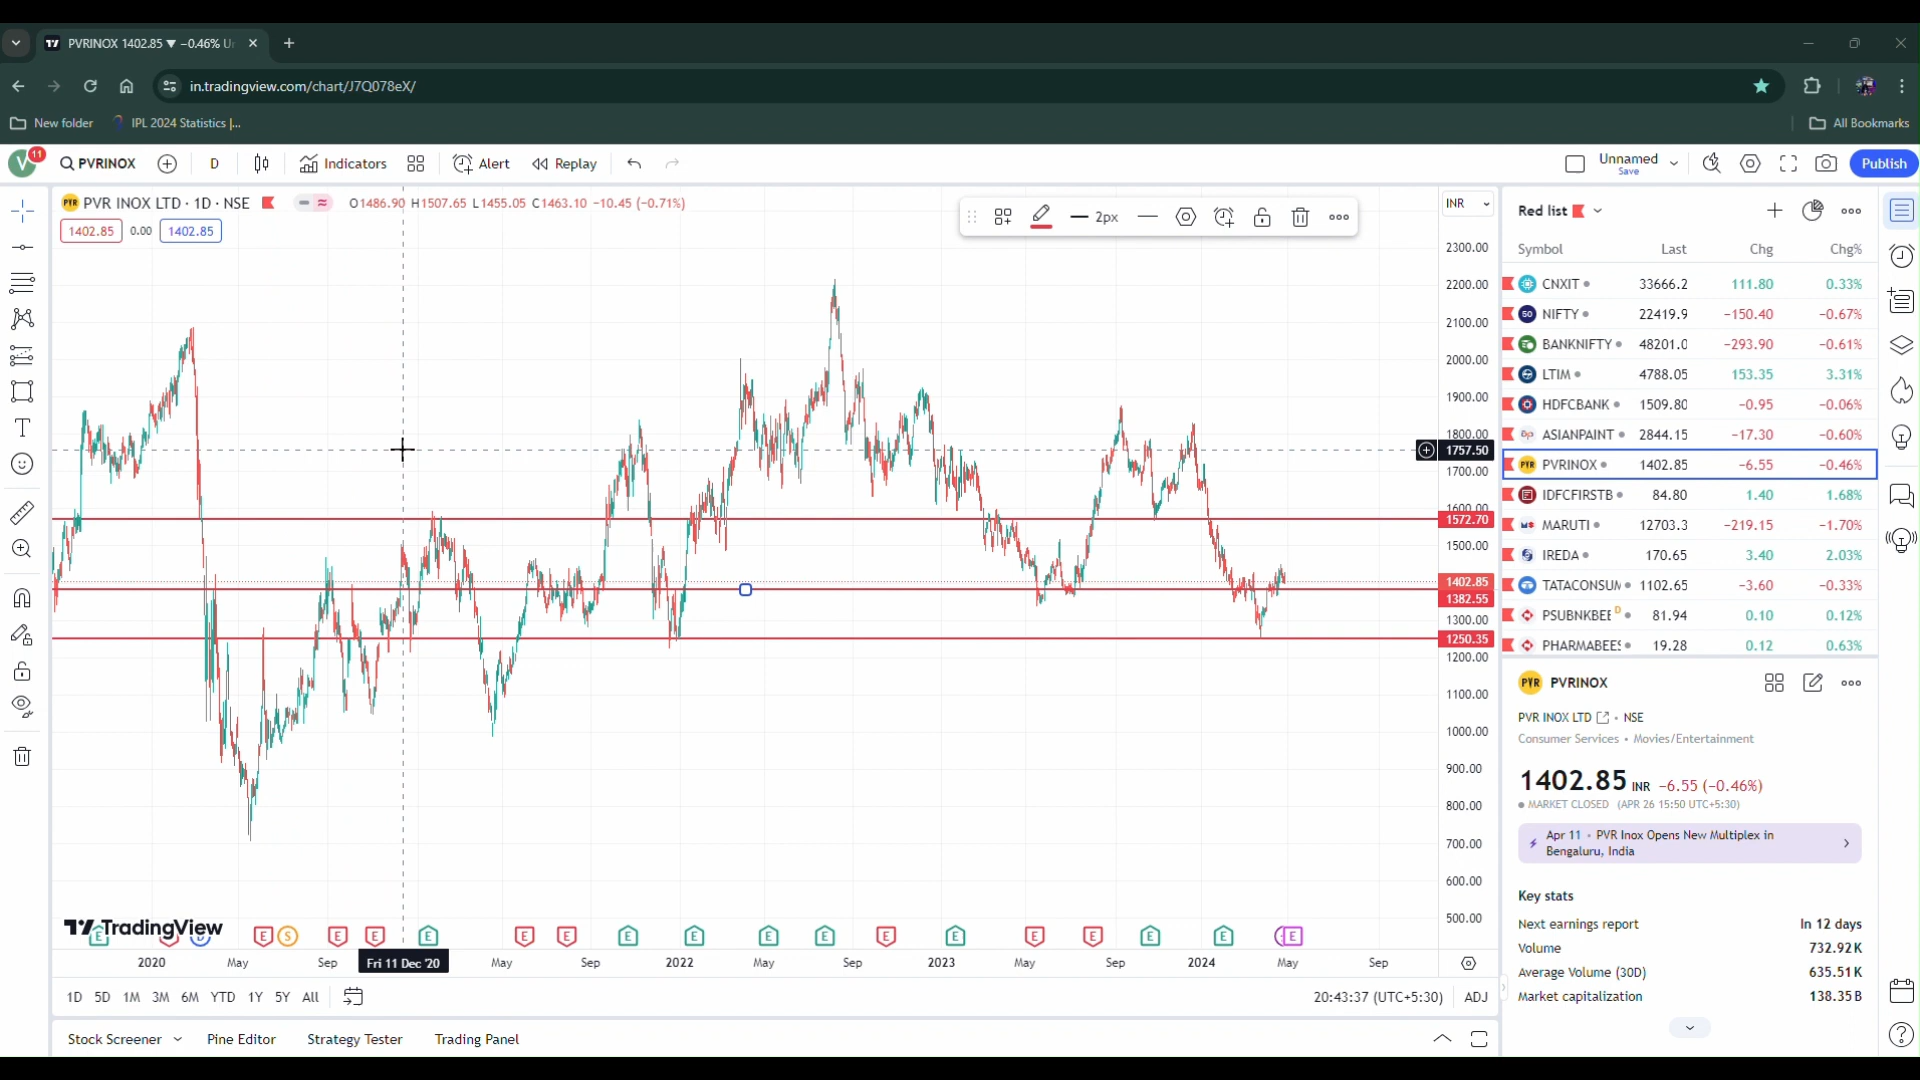 PVRINOX 1402.85 ▼ −0.46% Un
in.tradingview.com/chart/J7Q078eX/
New folder
IPL 2024 Statistics |...
All Bookmarks
V
11
PVRINOX
D
Indicators
Alert
Replay
Unnamed
Save
Publish
PVR INOX LTD · 1D · NSE
O1486.90 H1507.65 L1455.05 C1463.10 −10.45 (−0.71%)
1402.85
0.00
1402.85
2px
INR
2300.00
2200.00
2100.00
2000.00
1900.00
1800.00
1757.50
1700.00
1600.00
1572.70
1500.00
1402.85
1382.55
1300.00
1250.35
1200.00
1100.00
1000.00
900.00
800.00
700.00
600.00
500.00
TradingView
E E S E E E E E E E E E E E E E E E E
2020
May
Sep
Fri 11 Dec '20
May
Sep
2022
May
Sep
2023
May
Sep
2024
May
Sep
1D 5D 1M 3M 6M YTD 1Y 5Y All
20:43:37 (UTC+5:30)
ADJ
Stock Screener
Pine Editor
Strategy Tester
Trading Panel
Red list
Symbol Last Chg Chg%
CNXIT 33666.2 111.80 0.33%
50 NIFTY 22419.9 −150.40 −0.67%
BANKNIFTY 48201.0 −293.90 −0.61%
LTIM 4788.05 153.35 3.31%
HDFCBANK 1509.80 −0.95 −0.06%
ap ASIANPAINT 2844.15 −17.30 −0.60%
PVR PVRINOX 1402.85 −6.55 −0.46%
IDFCFIRSTB 84.80 1.40 1.68%
MARUTI 12703.3 −219.15 −1.70%
IREDA 170.65 3.40 2.03%
TATACONSUM 1102.65 −3.60 −0.33%
PSUBNKBEE D 81.94 0.10 0.12%
PHARMABEES 19.28 0.12 0.63%
PVR PVRINOX
PVR INOX LTD · NSE
Consumer Services • Movies/Entertainment
1402.85 INR −6.55 (−0.46%)
MARKET CLOSED (APR 26 15:50 UTC+5:30)
Apr 11 · PVR Inox Opens New Multiplex in
Bengaluru, India
Key stats
Next earnings report In 12 days
Volume 732.92K
Average Volume (30D) 635.51K
Market capitalization 138.35B